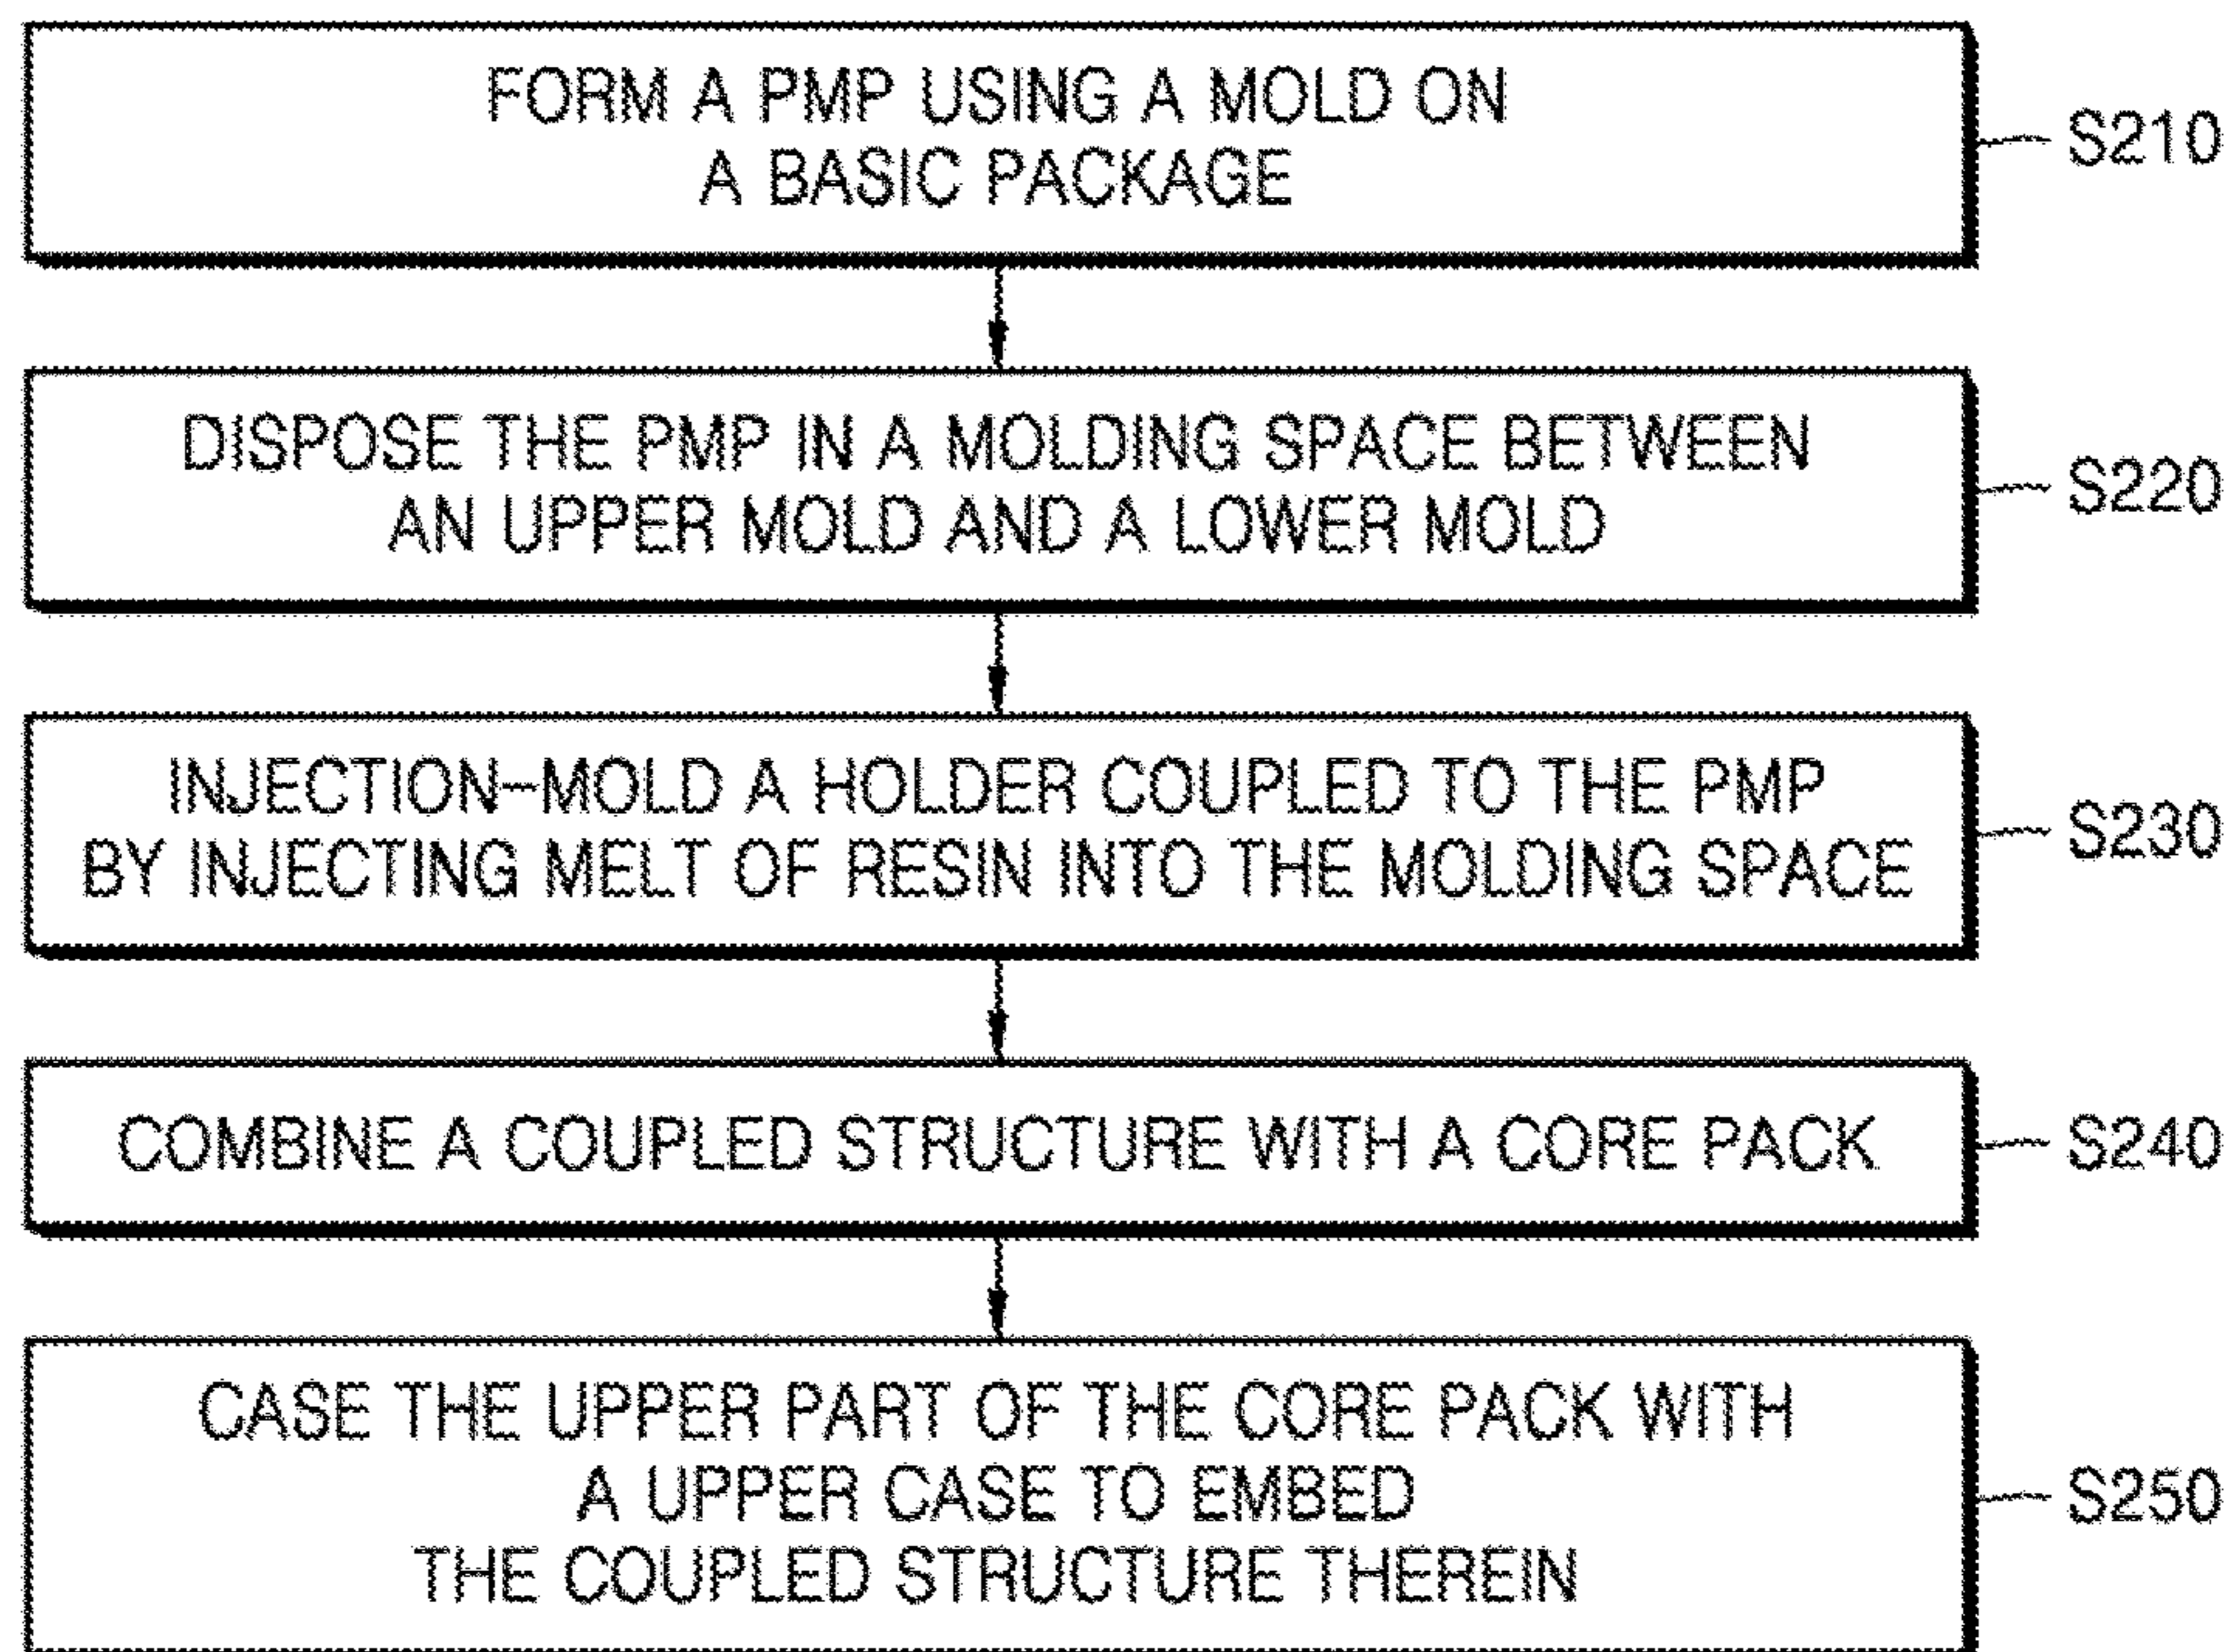 FORM A PMP USING A MOLD ON
A BASIC PACKAGE
S210
DISPOSE THE PMP IN A MOLDING SPACE BETWEEN
AN UPPER MOLD AND A LOWER MOLD
S220
INJECTION-MOLD A HOLDER COUPLED TO THE PMP
BY INJECTING MELT OF RESIN INTO THE MOLDING SPACE
S230
COMBINE A COUPLED STRUCTURE WITH A CORE PACK
S240
CASE THE UPPER PART OF THE CORE PACK WITH
A UPPER CASE TO EMBED
THE COUPLED STRUCTURE THEREIN
S250